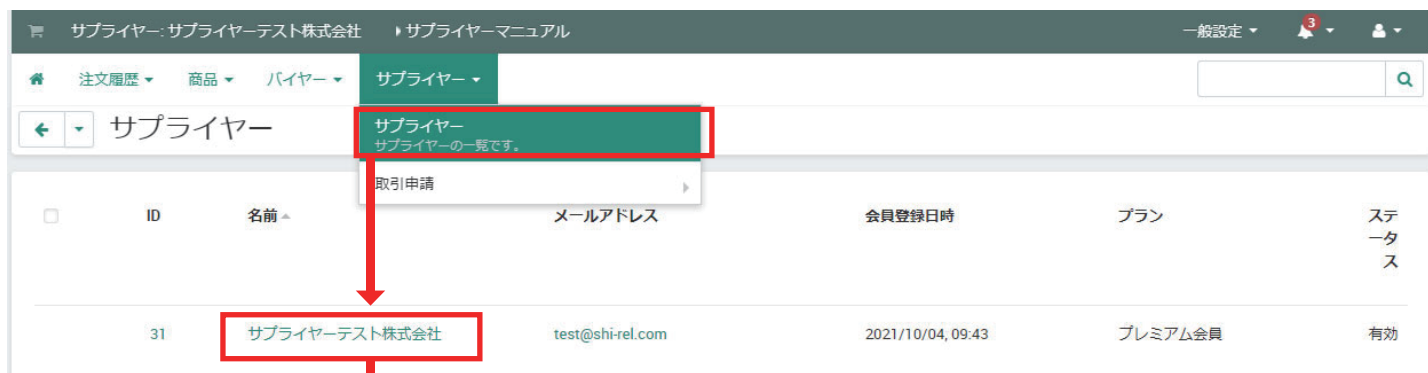 サプライヤー: サプライヤーテスト株式会社 サプライヤーマニュアル 一般設定 3
注文履歴 商品 バイヤー サプライヤー
サプライヤー
サプライヤー
サプライヤーの一覧です。
取引申請
ID 名前 メールアドレス 会員登録日時 プラン ステ
ータ
ス
31 サプライヤーテスト株式会社 test@shi-rel.com 2021/10/04, 09:43 プレミアム会員 有効